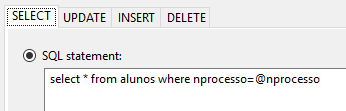 SELECT UPDATE INSERT DELETE
SQL statement:
select * from alunos where nprocesso=@nprocesso